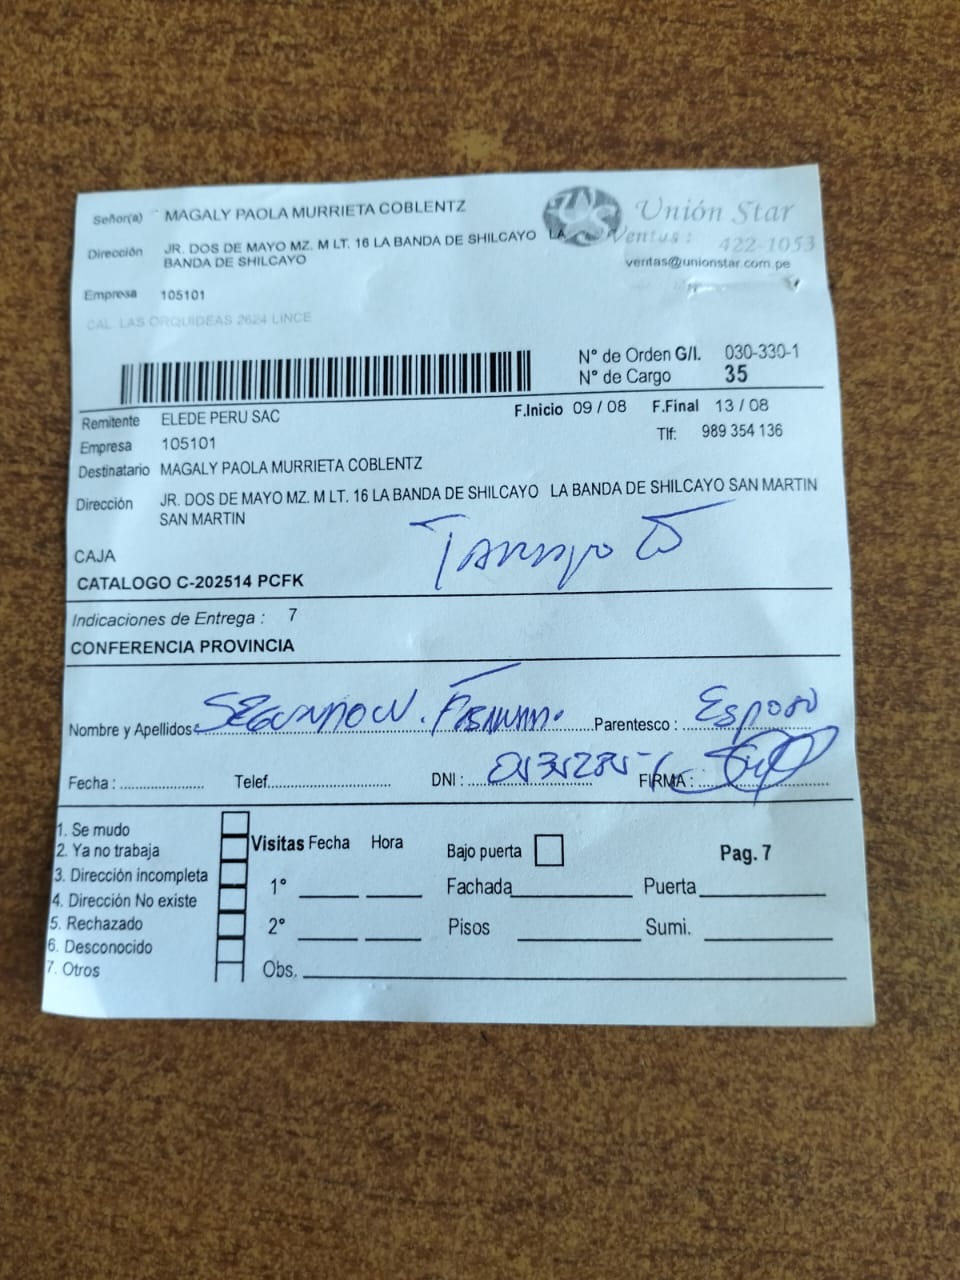 Señor(a) MAGALY PAOLA MURRIETA COBLENTZ
Unión Star
Dirección JR. DOS DE MAYO MZ. M LT. 16 LA BANDA DE SHILCAYO LA
BANDA DE SHILCAYO
Ventas: 422-1053
ventas@unionstar.com.pe
Empresa 105101
CAL. LAS ORQUIDEAS 2624 LINCE
N° de Orden G/I. 030-330-1
N° de Cargo 35
Remitente ELEDE PERU SAC
F.Inicio 09 / 08 F.Final 13 / 08
Empresa 105101
Tlf: 989 354 136
Destinatario MAGALY PAOLA MURRIETA COBLENTZ
Dirección JR. DOS DE MAYO MZ. M LT. 16 LA BANDA DE SHILCAYO LA BANDA DE SHILCAYO SAN MARTIN
SAN MARTIN
CAJA
CATALOGO C-202514 PCFK
Indicaciones de Entrega : 7
CONFERENCIA PROVINCIA
Nombre y Apellidos: Parentesco : Esposo
Fecha : Telef. DNI : FIRMA :
1. Se mudo
2. Ya no trabaja
3. Dirección incompleta
4. Dirección No existe
5. Rechazado
6. Desconocido
7. Otros
Visitas Fecha Hora
1°
2°
Obs.
Bajo puerta
Pag. 7
Fachada Puerta
Pisos Sumi.